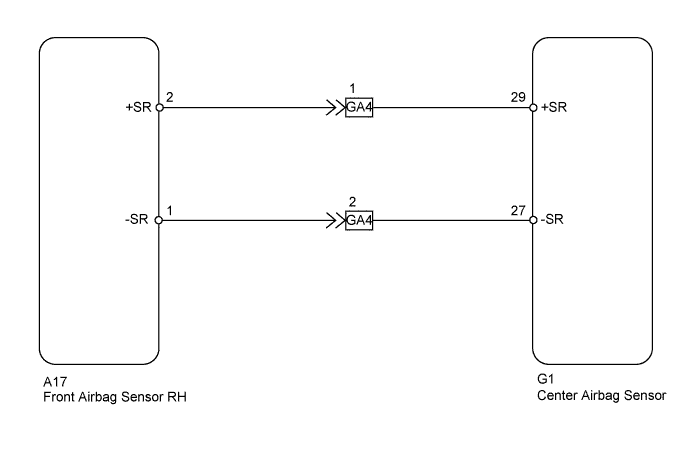 1
+SR 2 GA4 29 +SR
2
-SR 1 GA4 27 -SR
A17
Front Airbag Sensor RH
G1
Center Airbag Sensor